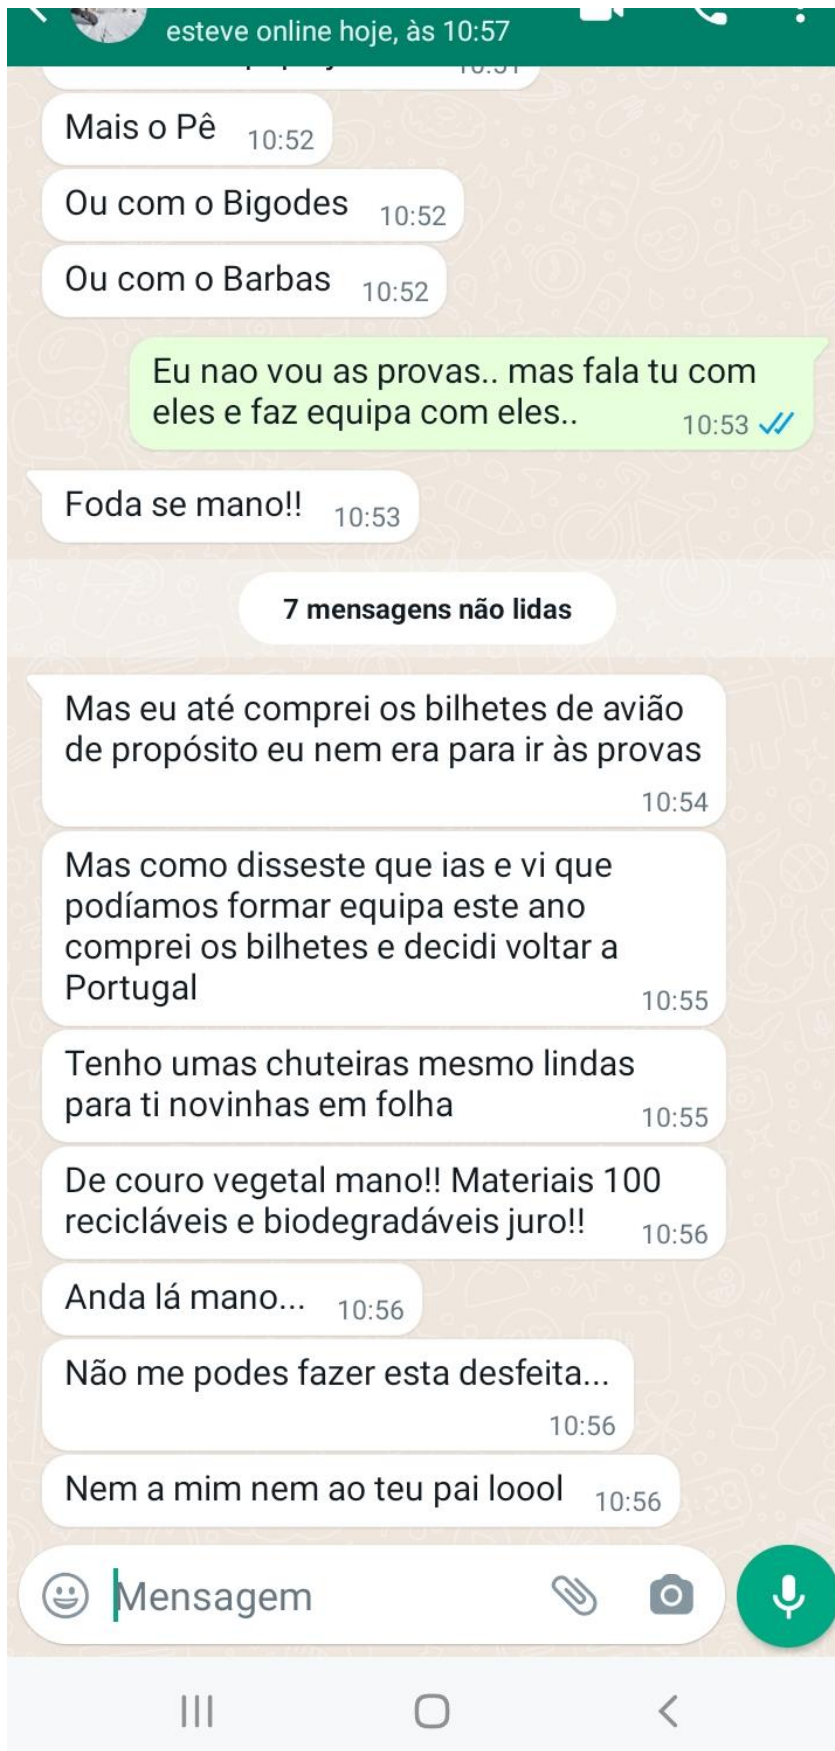 esteve online hoje, às 10:57
10:51
Mais o Pê 10:52
Ou com o Bigodes 10:52
Ou com o Barbas 10:52
Eu nao vou as provas.. mas fala tu com
eles e faz equipa com eles.. 10:53
Foda se mano!! 10:53
7 mensagens não lidas
Mas eu até comprei os bilhetes de avião
de propósito eu nem era para ir às provas
10:54
Mas como disseste que ias e vi que
podíamos formar equipa este ano
comprei os bilhetes e decidi voltar a
Portugal 10:55
Tenho umas chuteiras mesmo lindas
para ti novinhas em folha 10:55
De couro vegetal mano!! Materiais 100
recicláveis e biodegradáveis juro!! 10:56
Anda lá mano... 10:56
Não me podes fazer esta desfeita...
10:56
Nem a mim nem ao teu pai loool 10:56
Mensagem